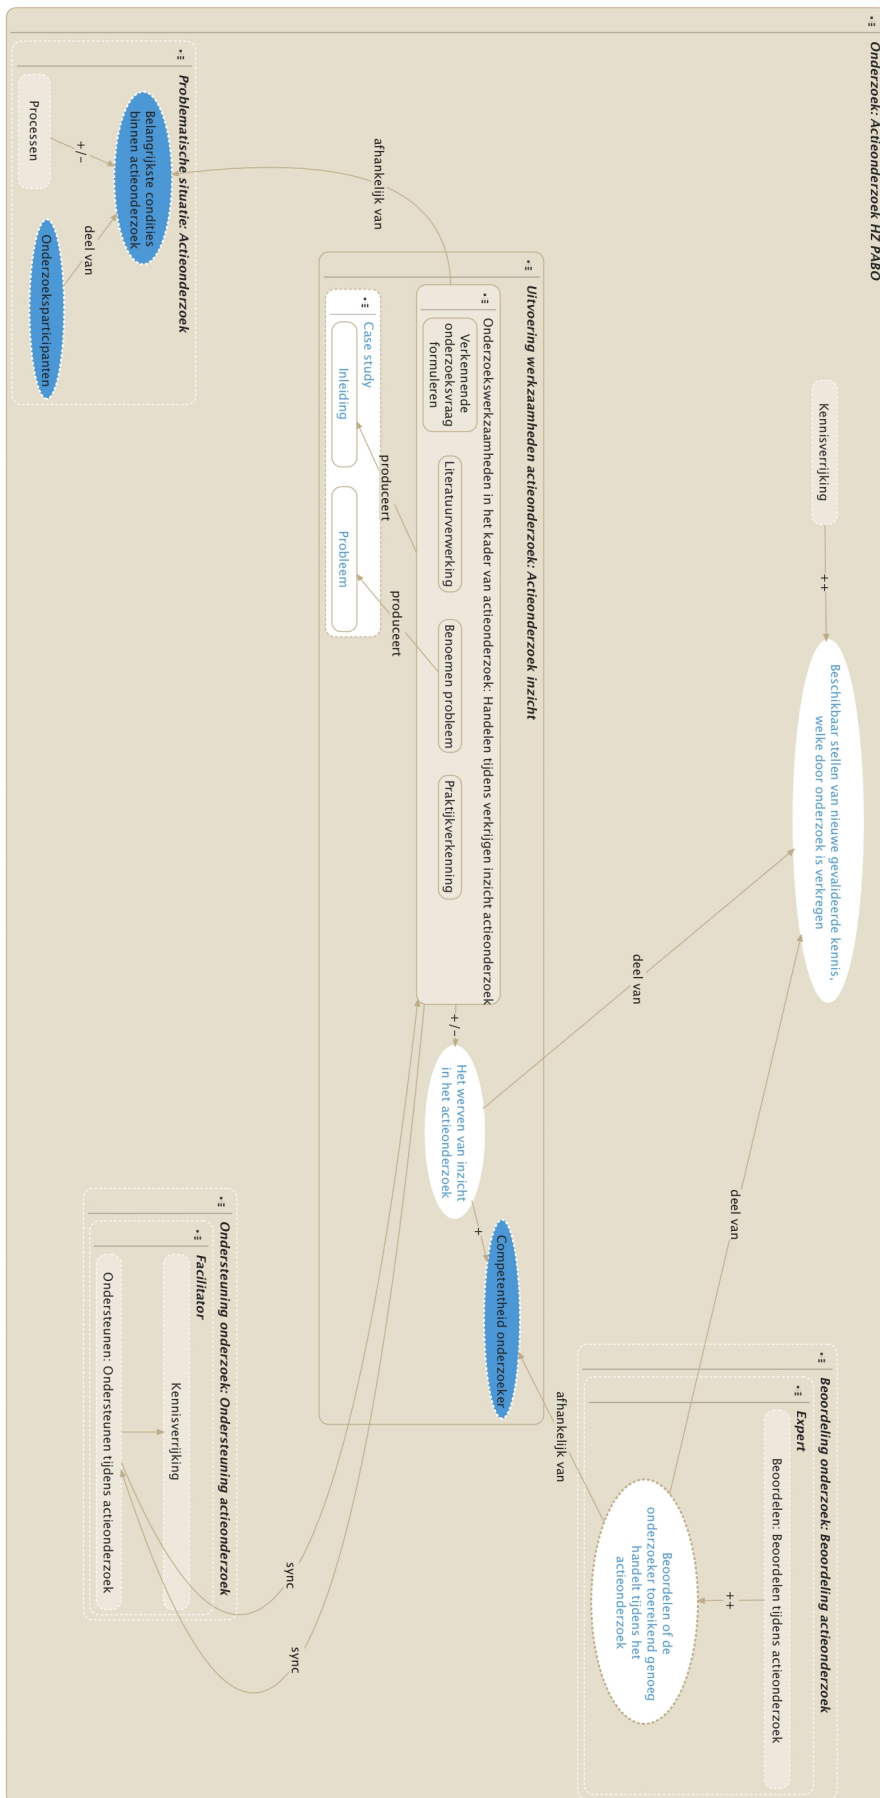 Onderzoek: Actieonderzoek HZ PABO
Kennisverrijking
++
Beschikbaar stellen van nieuwe gevalideerde kennis,
welke door onderzoek is verkregen
deel van
deel van
Beoordeling onderzoek: Beoordeling actieonderzoek
Expert
Beoordelen: Beoordelen tijdens actieonderzoek
++
Beoordelen of de
onderzoeker toereikend genoeg
handelt tijdens het
actieonderzoek
afhankelijk van
Uitvoering werkzaamheden actieonderzoek: Actieonderzoek inzicht
Onderzoekswerkzaamheden in het kader van actieonderzoek: Handelen tijdens verkrijgen inzicht actieonderzoek
Verkennende
onderzoeksvraag
formuleren
Literatuurverwerking
Benoemen probleem
Praktijkverkenning
+/-
Het werven van inzicht
in het actieonderzoek
+
Competentheid onderzoeker
produceert
produceert
Case study
Inleiding
Probleem
afhankelijk van
Problematische situatie: Actieonderzoek
Belangrijkste condities
binnen actieonderzoek
+/-
deel van
Processen
Onderzoeksparticipanten
sync
sync
Ondersteuning onderzoek: Ondersteuning actieonderzoek
Facilitator
Kennisverrijking
Ondersteunen: Ondersteunen tijdens actieonderzoek